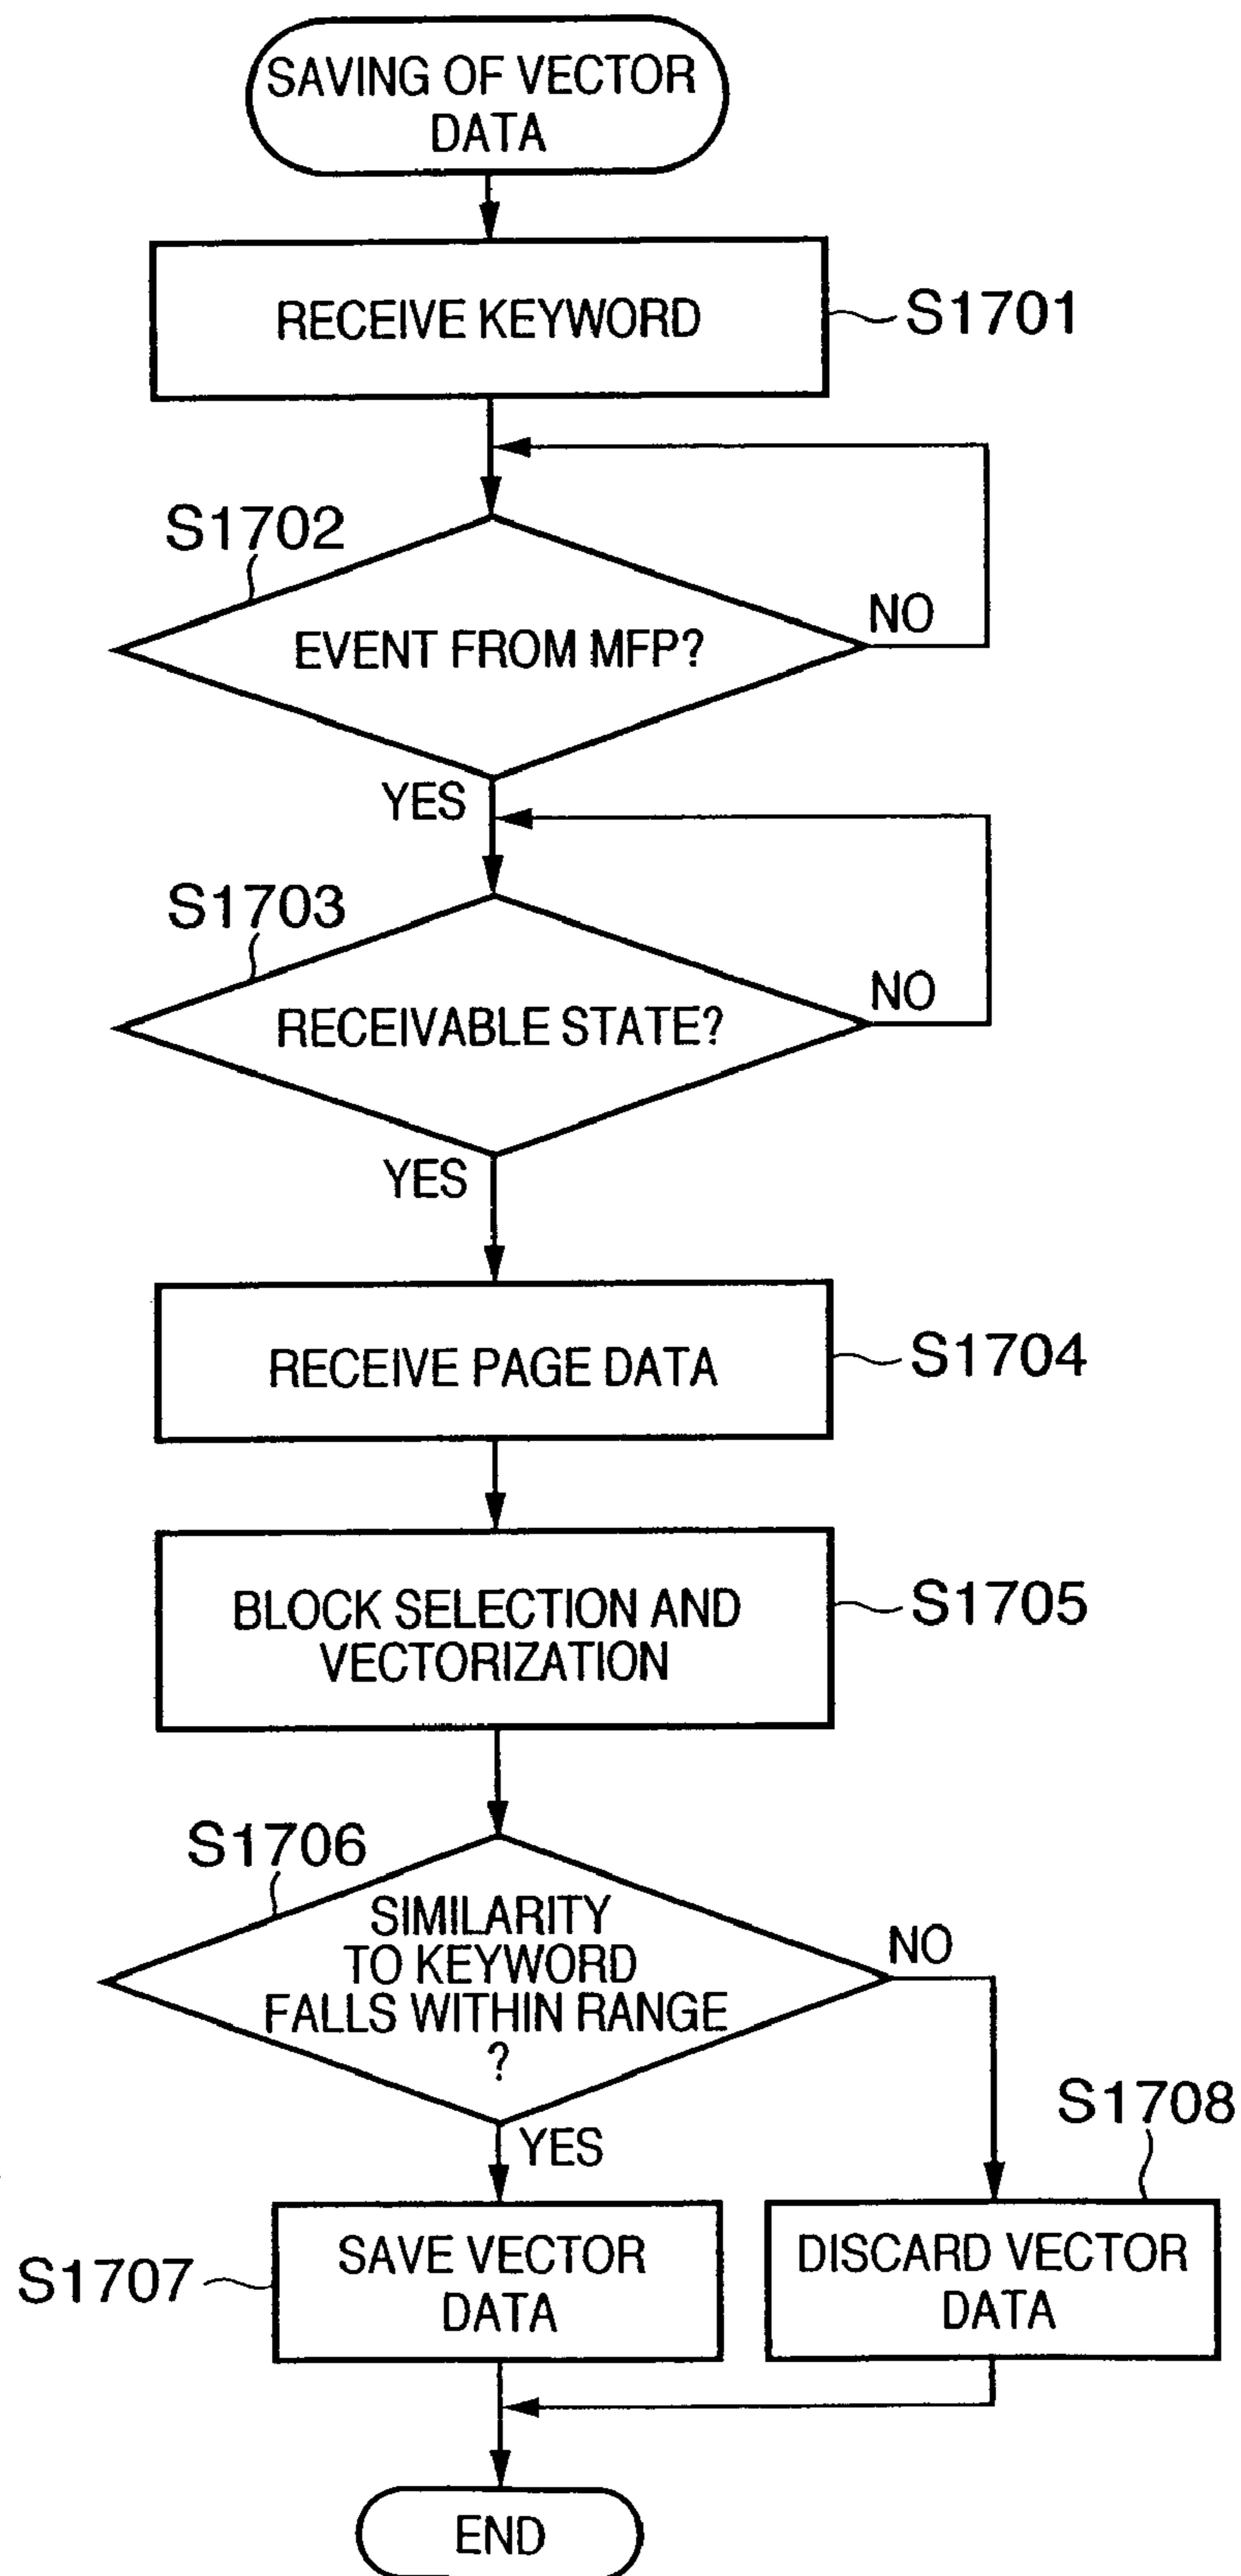 SAVING OF VECTOR
DATA
RECEIVE KEYWORD
S1701
S1702
EVENT FROM MFP?
NO
YES
S1703
RECEIVABLE STATE?
NO
YES
RECEIVE PAGE DATA
S1704
BLOCK SELECTION AND
VECTORIZATION
S1705
S1706
SIMILARITY
TO KEYWORD
FALLS WITHIN RANGE
?
NO
YES
S1708
S1707
SAVE VECTOR
DATA
DISCARD VECTOR
DATA
END